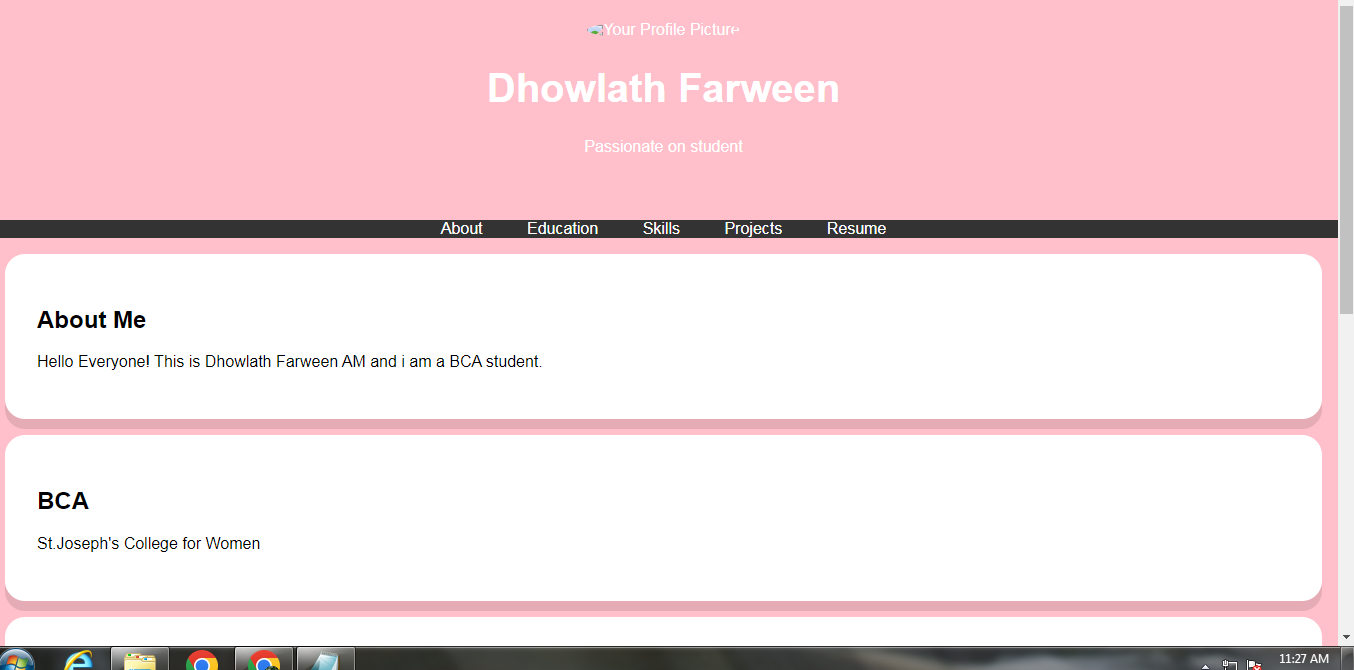 Your Profile Picture
Dhowlath Farween
Passionate on student
About Education Skills Projects Resume
About Me
Hello Everyone! This is Dhowlath Farween AM and i am a BCA student.
BCA
St.Joseph's College for Women
11:27 AM